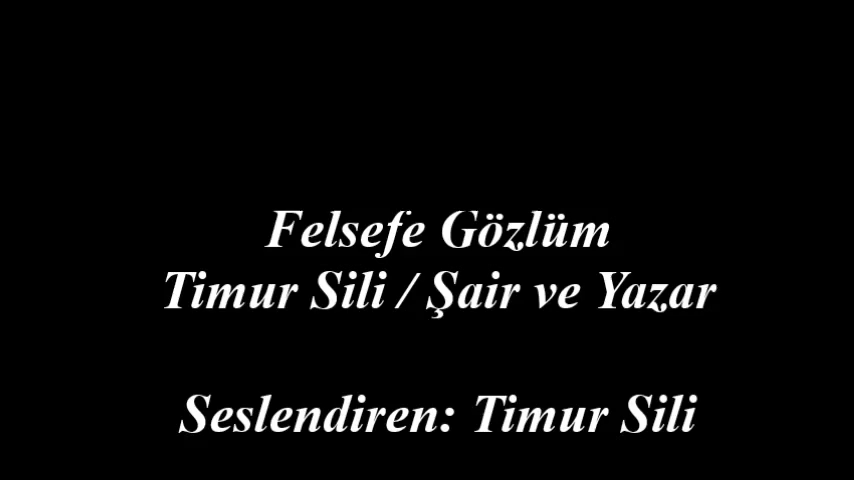 Felsefe Gözlüm
Timur Sili / Şair ve Yazar
Seslendiren: Timur Sili